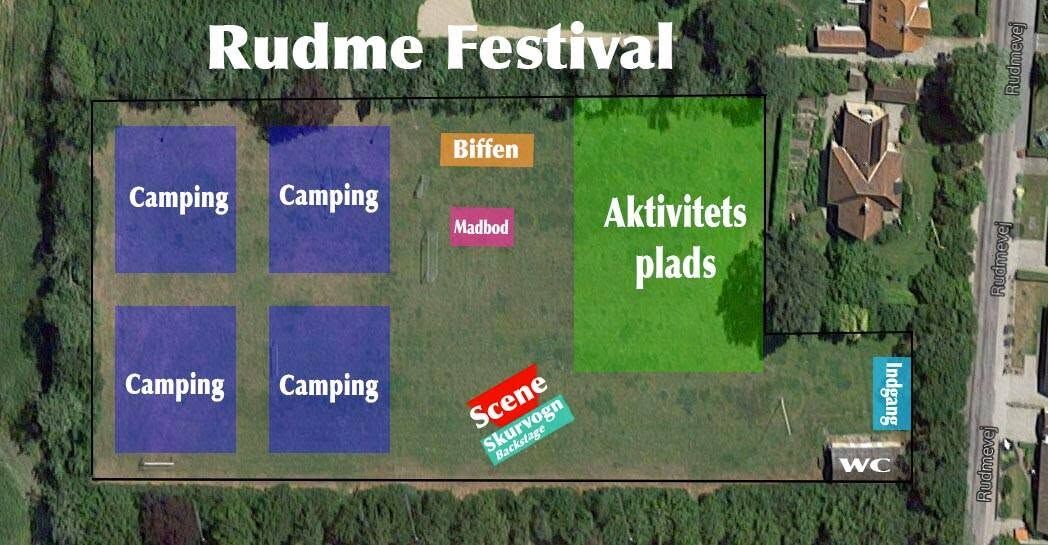 Rudme Festival
Rudmevej
Biffen
Camping
Camping
Madbod
Aktivitets
plads
Rudmevej
Camping
Camping
Scene
Skurvogn
Backstage
Indgang
WC
Rudmevej